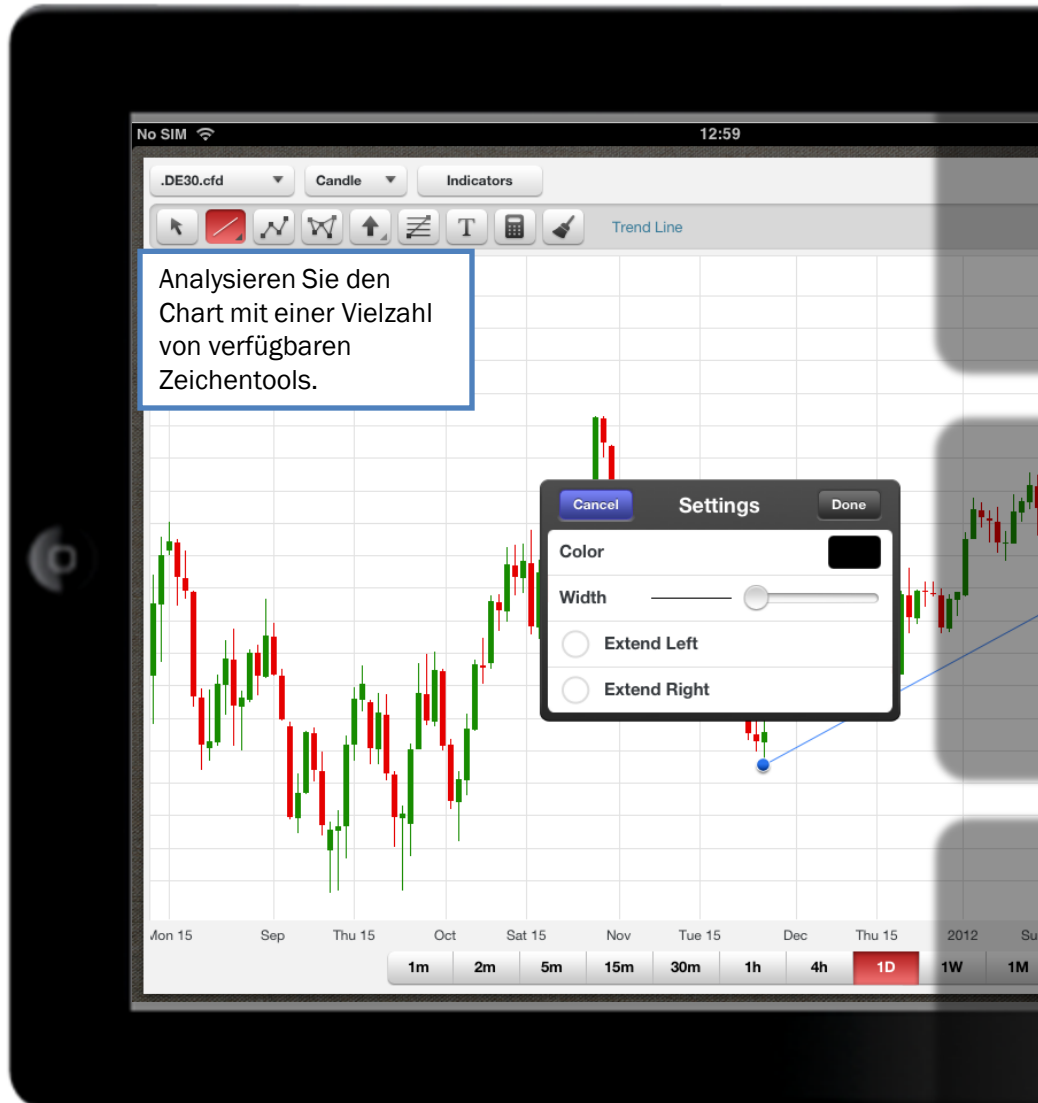 No SIM 12:59
.DE30.cfd Candle Indicators
T Trend Line
Analysieren Sie den
Chart mit einer Vielzahl
von verfügbaren
Zeichentools.
Cancel Settings Done
Color
Width
Extend Left
Extend Right
Mon 15 Sep Thu 15 Oct Sat 15 Nov Tue 15 Dec Thu 15 2012 Su
1m 2m 5m 15m 30m 1h 4h 1D 1W 1M